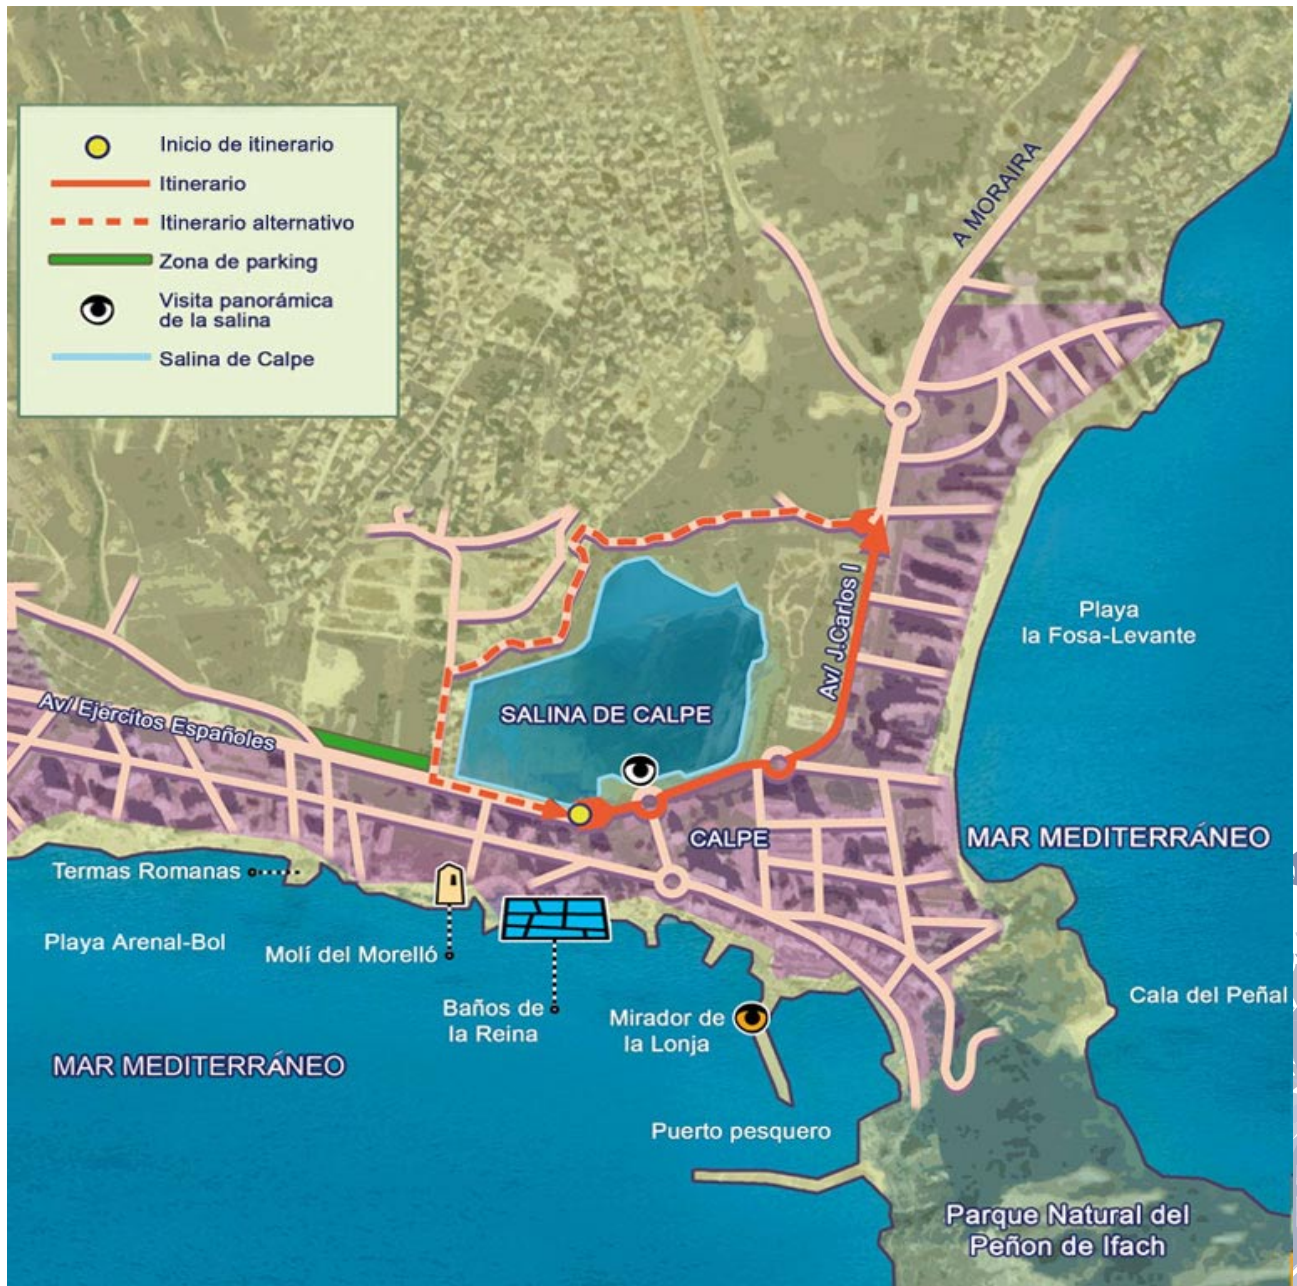 Inicio de itinerario
Itinerario
Itinerario alternativo
Zona de parking
Visita panorámica
de la salina
Salina de Calpe
A MORAIRA
Playa
la Fosa-Levante
Av/ J.Carlos I
SALINA DE CALPE
Av/ Ejercitos Españoles
CALPE
MAR MEDITERRÁNEO
Termas Romanas
Playa Arenal-Bol
Molí del Morelló
Baños de
la Reina
Mirador de
la Lonja
Cala del Peñal
MAR MEDITERRÁNEO
Puerto pesquero
Parque Natural del
Peñon de Ifach